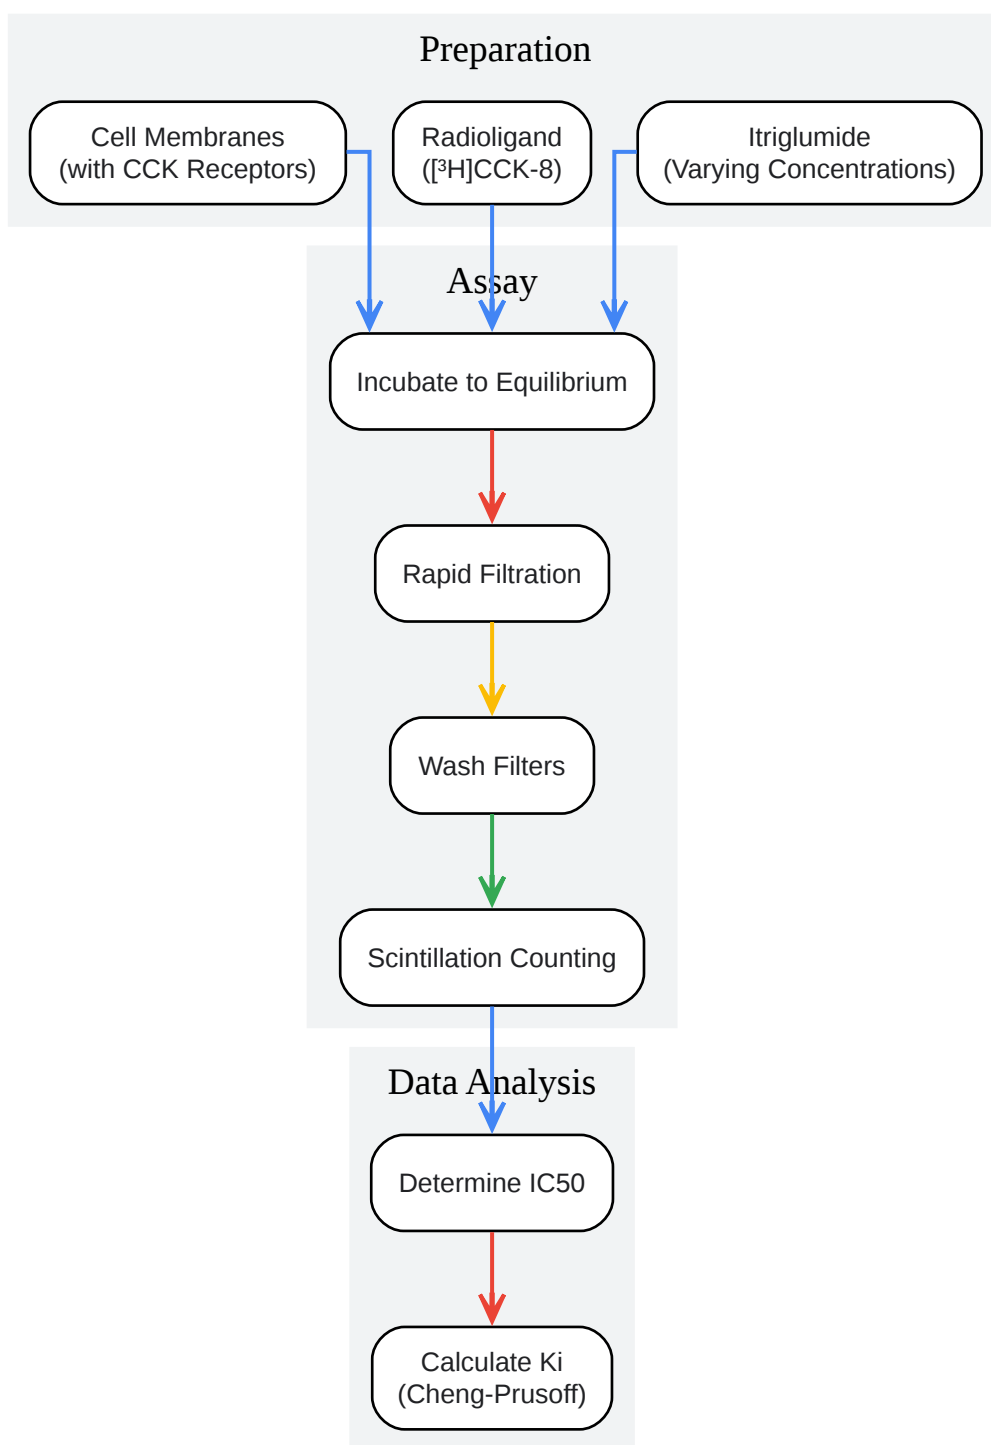 Preparation
Cell Membranes
(with CCK Receptors)
Radioligand
([³H]CCK-8)
Itriglumide
(Varying Concentrations)
Assay
Incubate to Equilibrium
Rapid Filtration
Wash Filters
Scintillation Counting
Data Analysis
Determine IC50
Calculate Ki
(Cheng-Prusoff)